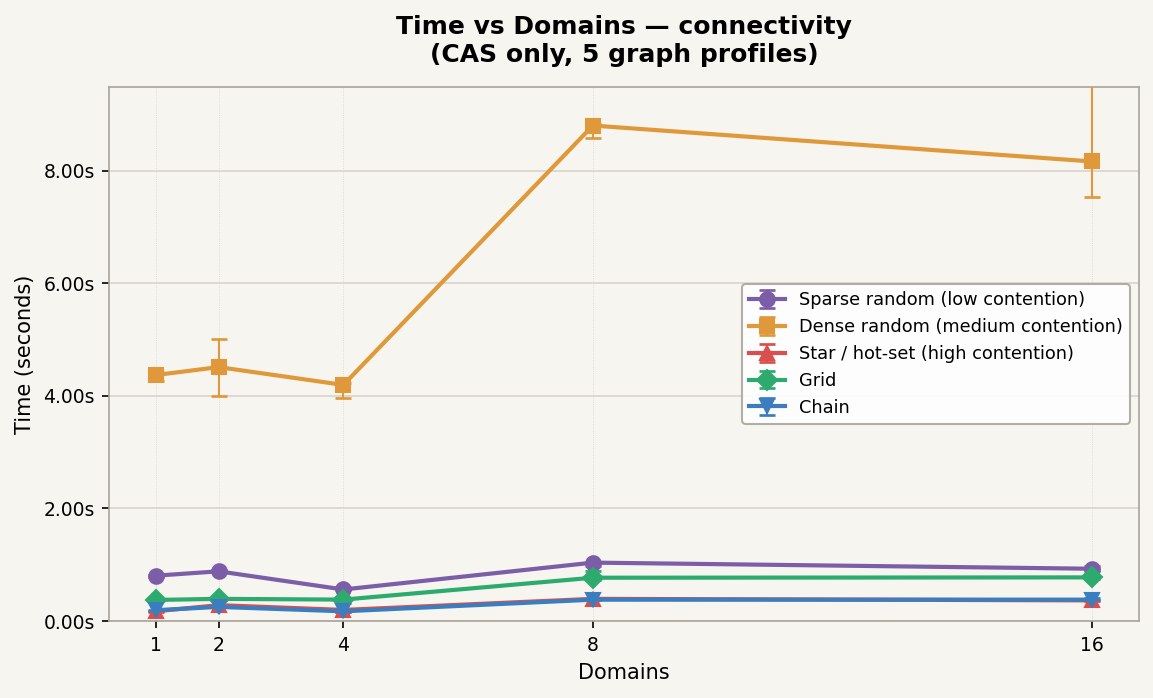 Time vs Domains — connectivity
(CAS only, 5 graph profiles)
Time (seconds)
8.00s
6.00s
4.00s
2.00s
0.00s
Sparse random (low contention)
Dense random (medium contention)
Star / hot-set (high contention)
Grid
Chain
1 2 4 8 16
Domains